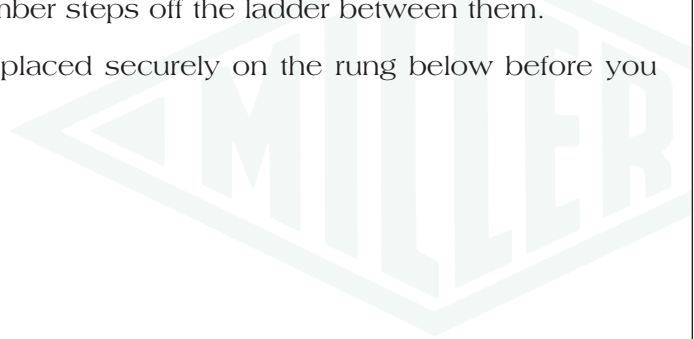 mber steps off the ladder between them.
placed securely on the rung below before you
MILLER